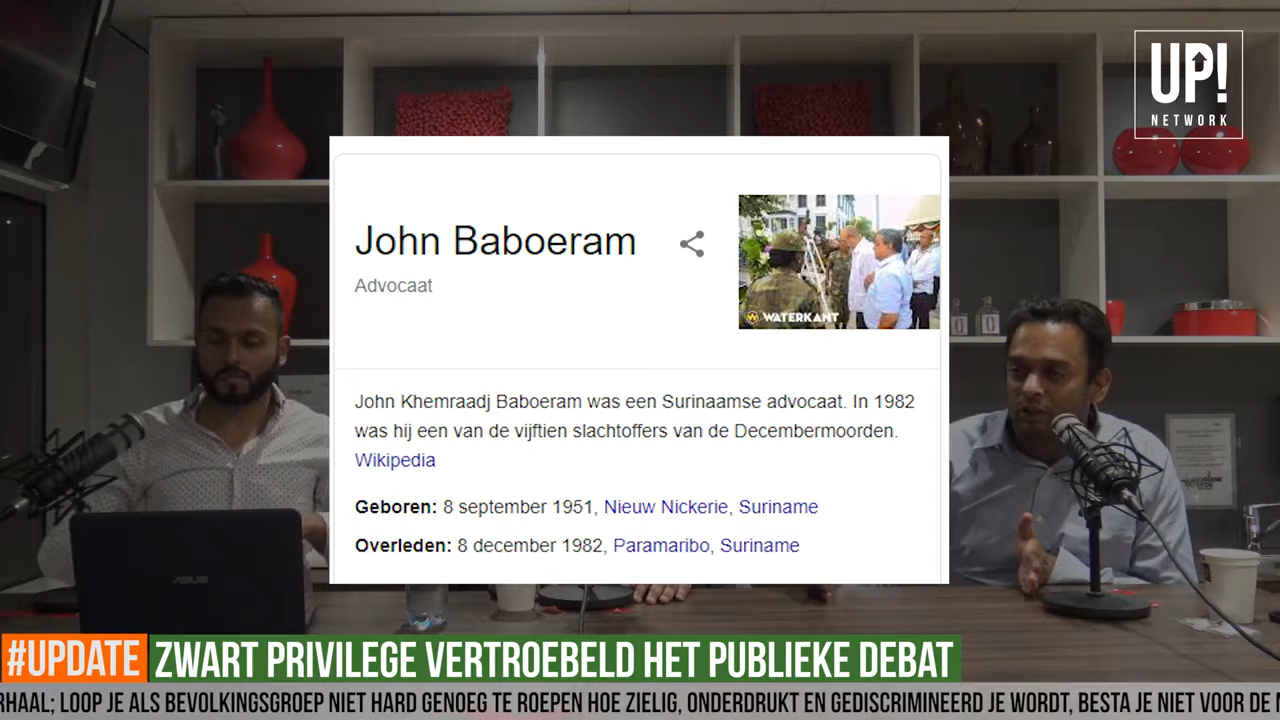 UP!
NETWORK
John Baboeram
Advocaat
WATERKANT
John Khemraadj Baboeram was een Surinaamse advocaat. In 1982
was hij een van de vijftien slachtoffers van de Decembermoorden.
Wikipedia
Geboren: 8 september 1951, Nieuw Nickerie, Suriname
Overleden: 8 december 1982, Paramaribo, Suriname
ASUS
#UPDATE ZWART PRIVILEGE VERTROEBELD HET PUBLIEKE DEBAT
RHAAL; LOOP JE ALS BEVOLKINGSGROEP NIET HARD GENOEG TE ROEPEN HOE ZIELIG, ONDERDRUKT EN GEDISCRIMINEERD JE WORDT, BESTA JE NIET VOOR DE